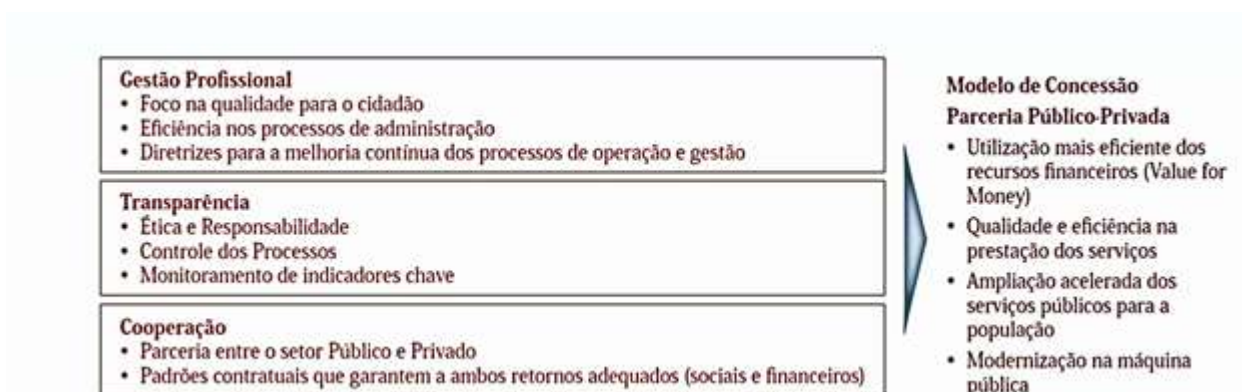 Gestão Profissional
• Foco na qualidade para o cidadão
• Eficiência nos processos de administração
• Diretrizes para a melhoria contínua dos processos de operação e gestão
Transparência
• Ética e Responsabilidade
• Controle dos Processos
• Monitoramento de indicadores chave
Cooperação
• Parceria entre o setor Público e Privado
• Padrões contratuais que garantem a ambos retornos adequados (sociais e financeiros)
Modelo de Concessão
Parceria Público-Privada
• Utilização mais eficiente dos
recursos financeiros (Value for
Money)
• Qualidade e eficiência na
prestação dos serviços
• Ampliação acelerada dos
serviços públicos para a
população
• Modernização na máquina
pública